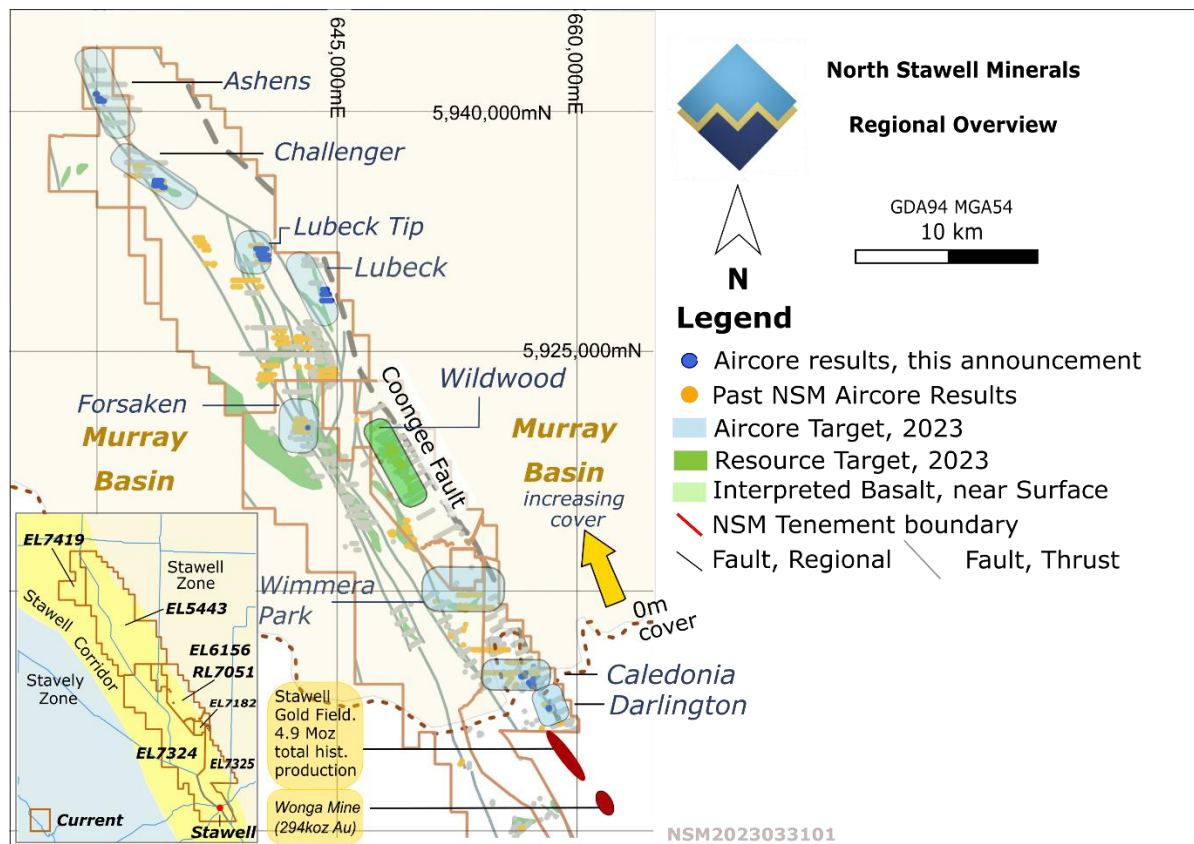 645,000mE
660,000mE
Ashens
5,940,000mN
Challenger
Lubeck Tip
Lubeck
5,925,000mN
Wildwood
Forsaken
Coongee Fault
Murray
Basin
Murray
Basin
increasing
cover
Wimmera
Park
0m
cover
Caledonia
Darlington
Stawell
Gold Field.
4.9 Moz
total hist.
production
Wonga Mine
(294koz Au)
EL7419
Stawell
Zone
EL5443
Stawell Corridor
EL6156
RL7051
Stavely
Zone
EL7182
EL7324
EL7325
Current
Stawell
North Stawell Minerals
Regional Overview
N
GDA94 MGA54
10 km
Legend
Aircore results, this announcement
Past NSM Aircore Results
Aircore Target, 2023
Resource Target, 2023
Interpreted Basalt, near Surface
NSM Tenement boundary
Fault, Regional
Fault, Thrust
NSM2023033101